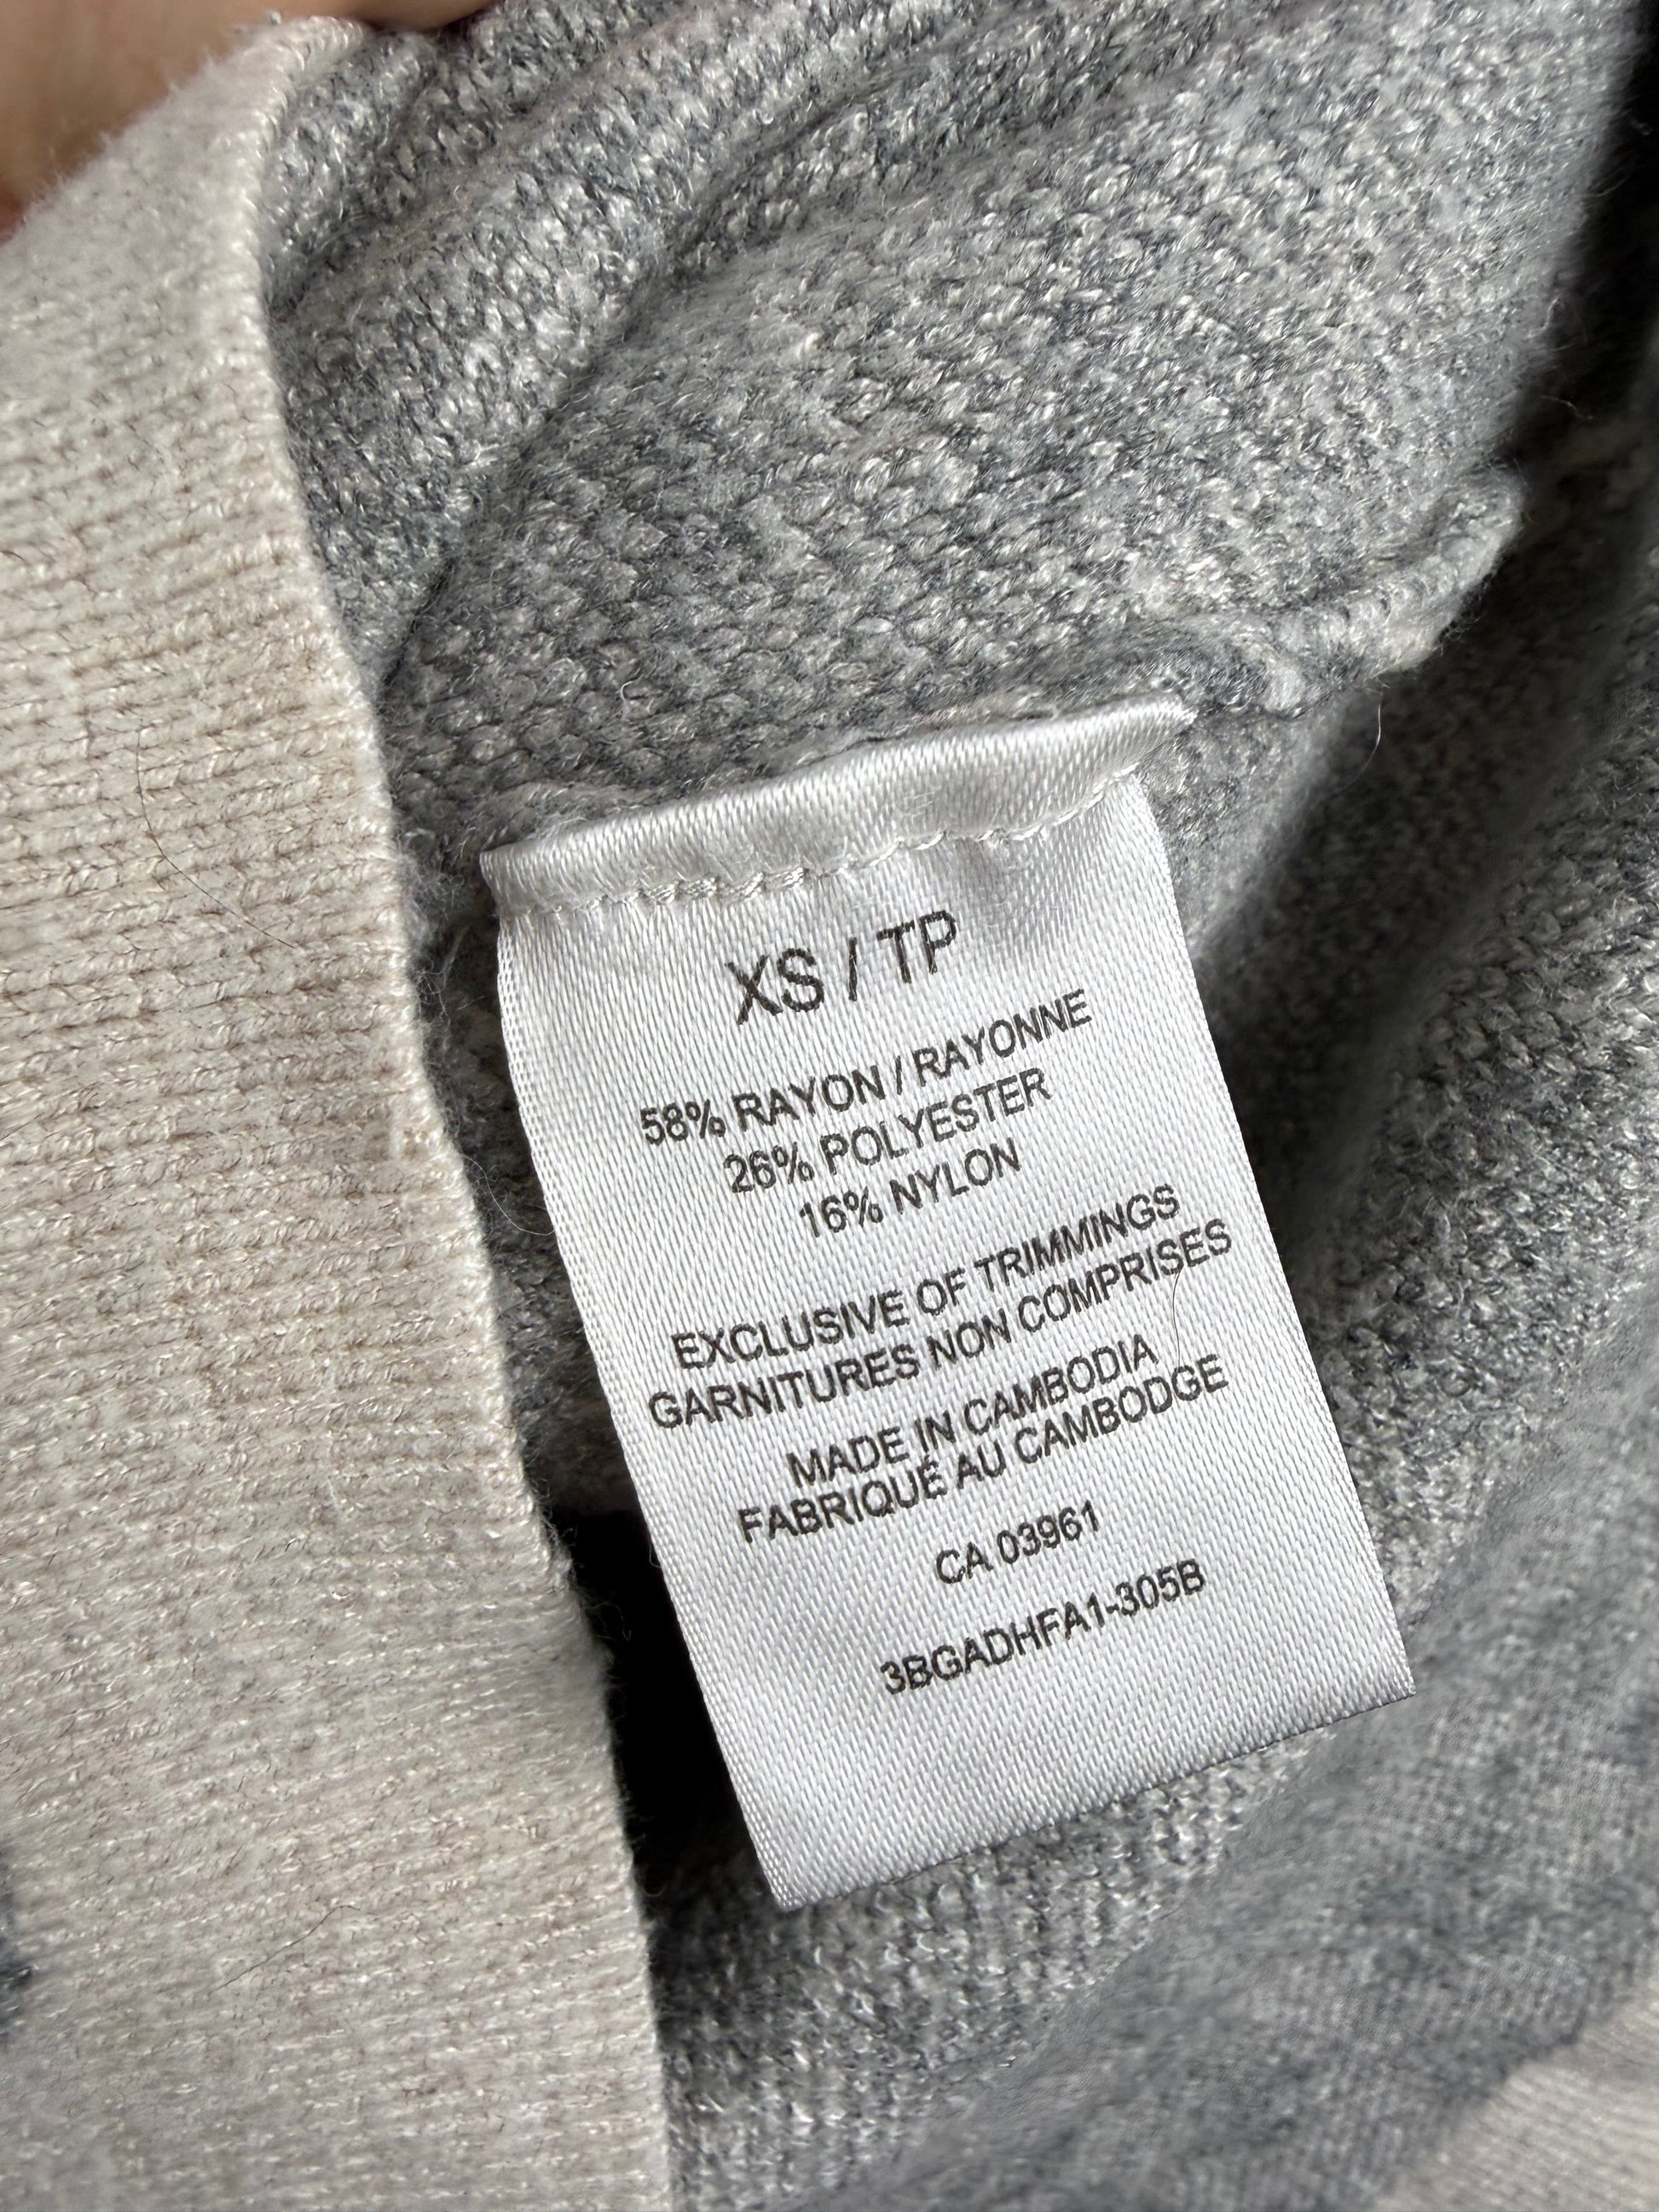 XS / TP
58% RAYON / RAYONNE
26% POLYESTER
16% NYLON
EXCLUSIVE OF TRIMMINGS
GARNITURES NON COMPRISES
MADE IN CAMBODIA
FABRIQUÉ AU CAMBODGE
CA 03961
3BGADHFA1-305B